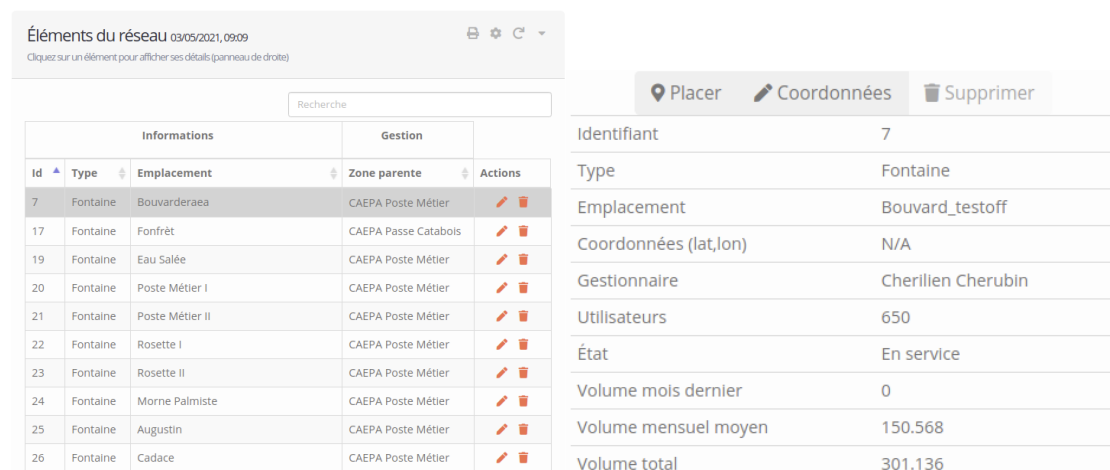 Éléments du réseau 03/05/2021, 09:09
Cliquez sur un élément pour afficher ses détails (panneau de droite)
Recherche
Informations Gestion
Id Type Emplacement Zone parente Actions
7 Fontaine Bouvarderaea CAEPA Poste Métier
17 Fontaine Fonfrèt CAEPA Passe Catabois
19 Fontaine Eau Salée CAEPA Poste Métier
20 Fontaine Poste Métier I CAEPA Poste Métier
21 Fontaine Poste Métier II CAEPA Poste Métier
22 Fontaine Rosette I CAEPA Poste Métier
23 Fontaine Rosette II CAEPA Poste Métier
24 Fontaine Morne Palmiste CAEPA Poste Métier
25 Fontaine Augustin CAEPA Poste Métier
26 Fontaine Cadace CAEPA Poste Métier
Placer Coordonnées Supprimer
Identifiant 7
Type Fontaine
Emplacement Bouvard_testoff
Coordonnées (lat,lon) N/A
Gestionnaire Cherilien Cherubin
Utilisateurs 650
État En service
Volume mois dernier 0
Volume mensuel moyen 150.568
Volume total 301.136